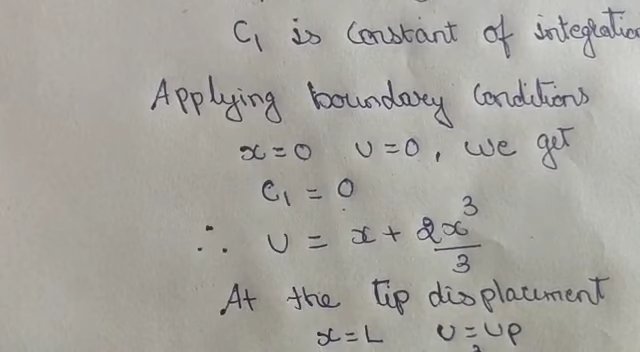 C₁ is constant of integration
Applying boundary conditions
x = 0 U = 0, we get
C₁ = 0
∴ U = x + 2x³/3
At the tip displacement
x = L U = UP